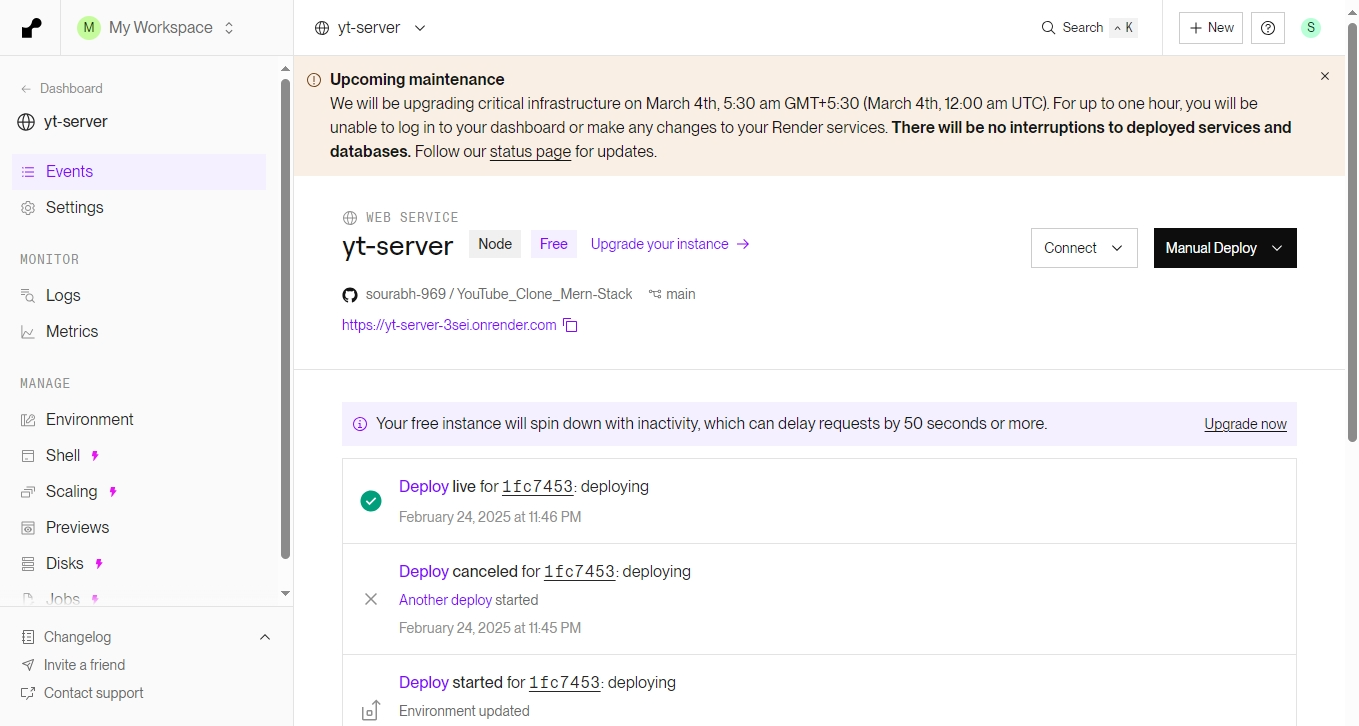 M My Workspace
yt-server
Search ^ K
+ New
S
Dashboard
yt-server
Events
Settings
MONITOR
Logs
Metrics
MANAGE
Environment
Shell
Scaling
Previews
Disks
Jobs
Changelog
Invite a friend
Contact support
Upcoming maintenance
We will be upgrading critical infrastructure on March 4th, 5:30 am GMT+5:30 (March 4th, 12:00 am UTC). For up to one hour, you will be
unable to log in to your dashboard or make any changes to your Render services. There will be no interruptions to deployed services and
databases. Follow our status page for updates.
WEB SERVICE
yt-server Node Free Upgrade your instance →
Connect
Manual Deploy
sourabh-969 / YouTube_Clone_Mern-Stack main
https://yt-server-3sei.onrender.com
Your free instance will spin down with inactivity, which can delay requests by 50 seconds or more. Upgrade now
Deploy live for 1fc7453: deploying
February 24, 2025 at 11:46 PM
Deploy canceled for 1fc7453: deploying
Another deploy started
February 24, 2025 at 11:45 PM
Deploy started for 1fc7453: deploying
Environment updated